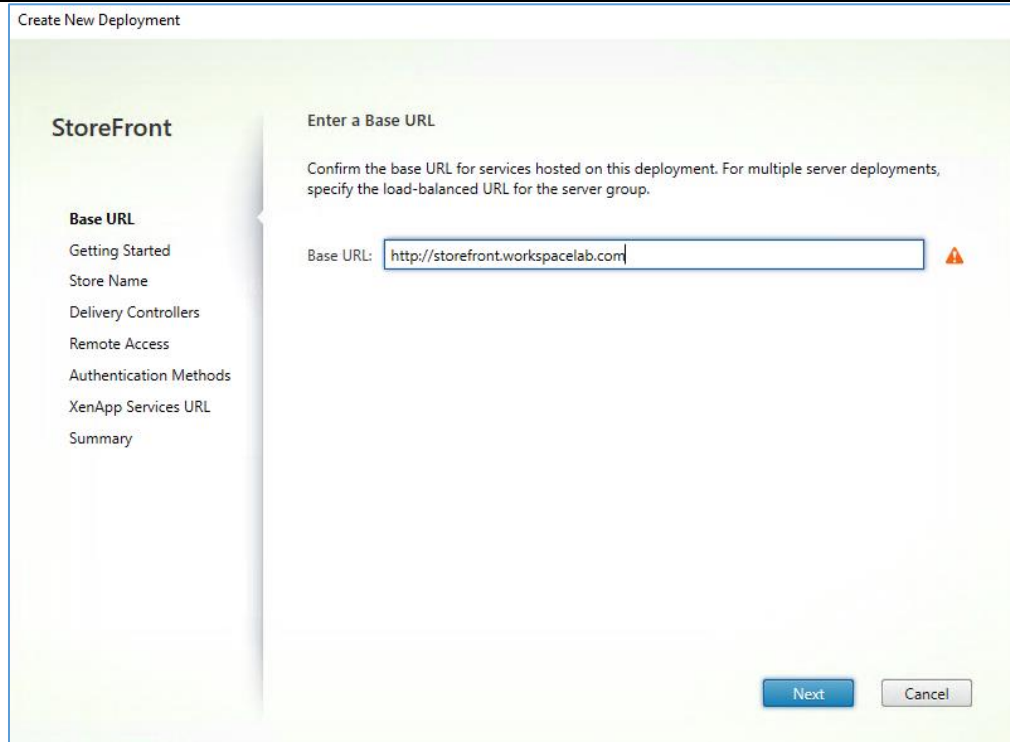 Create New Deployment
StoreFront
Base URL
Getting Started
Store Name
Delivery Controllers
Remote Access
Authentication Methods
XenApp Services URL
Summary
Enter a Base URL
Confirm the base URL for services hosted on this deployment. For multiple server deployments,
specify the load-balanced URL for the server group.
Base URL: http://storefront.workspacelab.com
Next Cancel